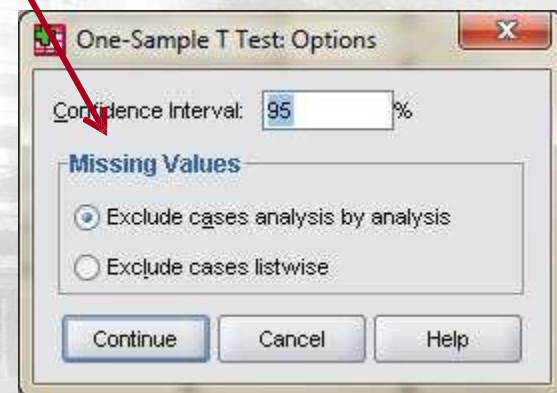 One-Sample T Test: Options
Confidence Interval: 95 %
Missing Values
Exclude cases analysis by analysis
Exclude cases listwise
Continue Cancel Help